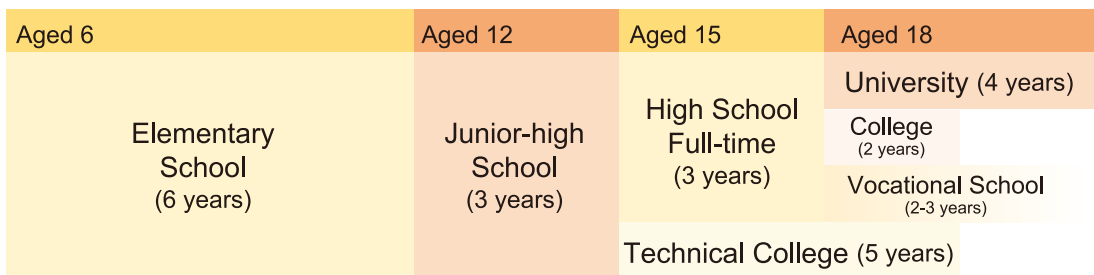 Aged 6
Aged 12
Aged 15
Aged 18
Elementary
School
(6 years)
Junior-high
School
(3 years)
High School
Full-time
(3 years)
University (4 years)
College
(2 years)
Vocational School
(2-3 years)
Technical College (5 years)